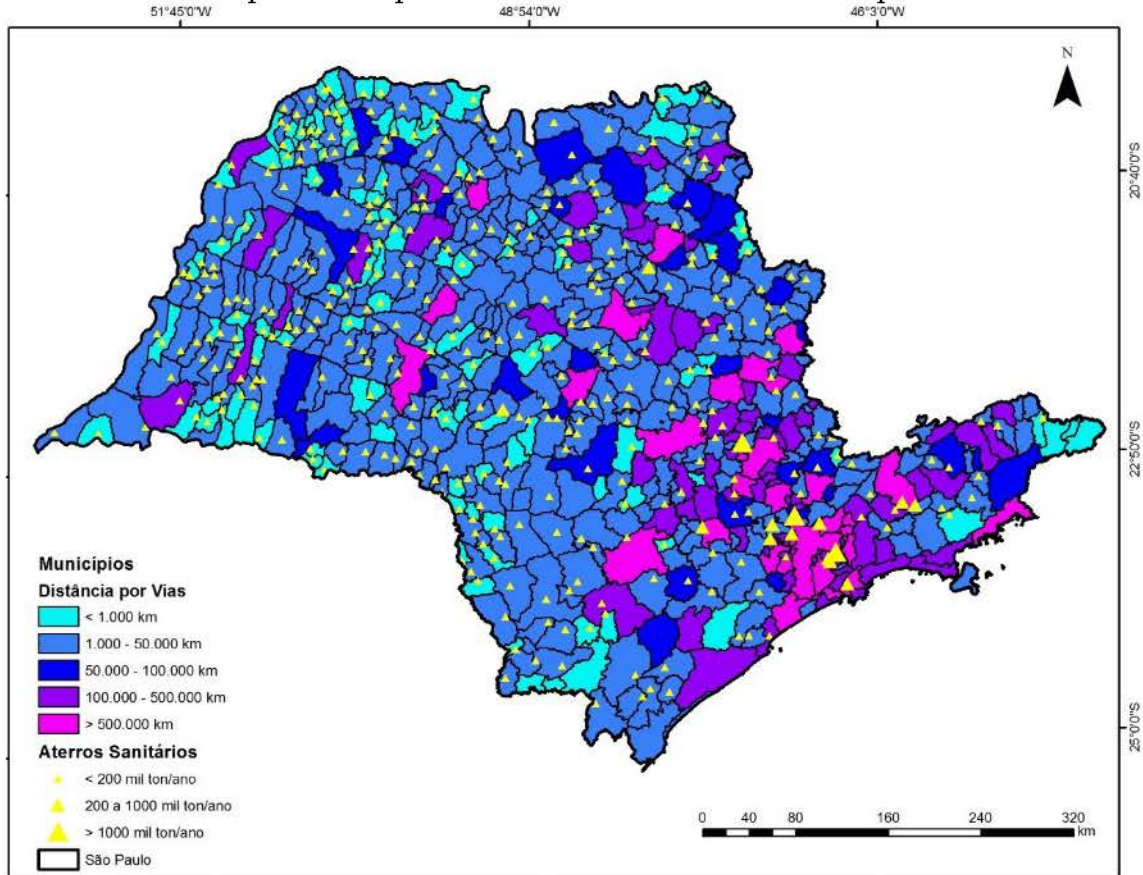 51°45'0"W 48°54'0"W 46°3'0"W
N
20°40'0"S
22°50'0"S
25°0'0"S
Municípios
Distância por Vias
< 1.000 km
1.000 - 50.000 km
50.000 - 100.000 km
100.000 - 500.000 km
> 500.000 km
Aterros Sanitários
< 200 mil ton/ano
200 a 1000 mil ton/ano
> 1000 mil ton/ano
São Paulo
0 40 80 160 240 320
km